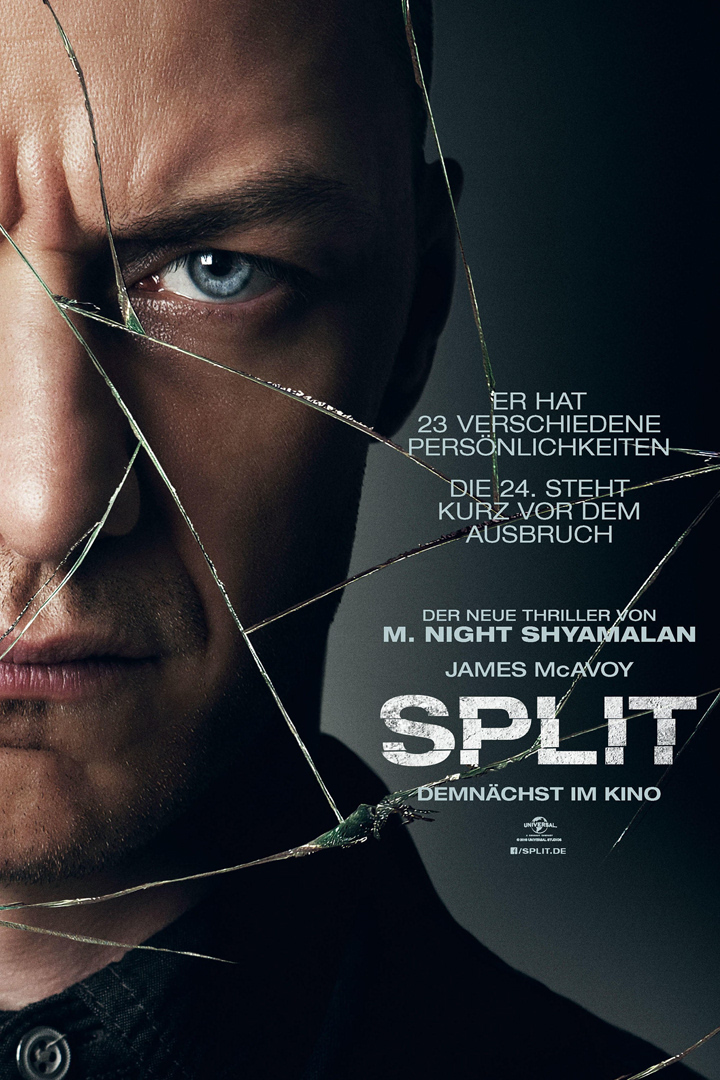 ER HAT
23 VERSCHIEDENE
PERSÖNLICHKEITEN
DIE 24. STEHT
KURZ VOR DEM
AUSBRUCH
DER NEUE THRILLER VON
M. NIGHT SHYAMALAN
JAMES McAVOY
SPLIT
DEMNÄCHST IM KINO
UNIVERSAL
/SPLIT.DE